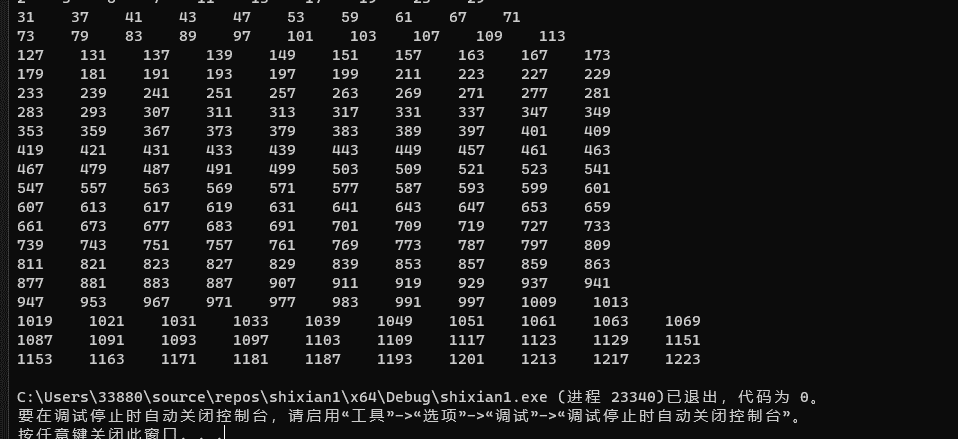 31 37 41 43 47 53 59 61 67 71
73 79 83 89 97 101 103 107 109 113
127 131 137 139 149 151 157 163 167 173
179 181 191 193 197 199 211 223 227 229
233 239 241 251 257 263 269 271 277 281
283 293 307 311 313 317 331 337 347 349
353 359 367 373 379 383 389 397 401 409
419 421 431 433 439 443 449 457 461 463
467 479 487 491 499 503 509 521 523 541
547 557 563 569 571 577 587 593 599 601
607 613 617 619 631 641 643 647 653 659
661 673 677 683 691 701 709 719 727 733
739 743 751 757 761 769 773 787 797 809
811 821 823 827 829 839 853 857 859 863
877 881 883 887 907 911 919 929 937 941
947 953 967 971 977 983 991 997 1009 1013
1019 1021 1031 1033 1039 1049 1051 1061 1063 1069
1087 1091 1093 1097 1103 1109 1117 1123 1129 1151
1153 1163 1171 1181 1187 1193 1201 1213 1217 1223
C:\Users\33880\source\repos\shixian1\x64\Debug\shixian1.exe (进程 23340)已退出，代码为 0。
要在调试停止时自动关闭控制台，请启用“工具”->“选项”->“调试”->“调试停止时自动关闭控制台”。
按任意键关闭此窗口. . .